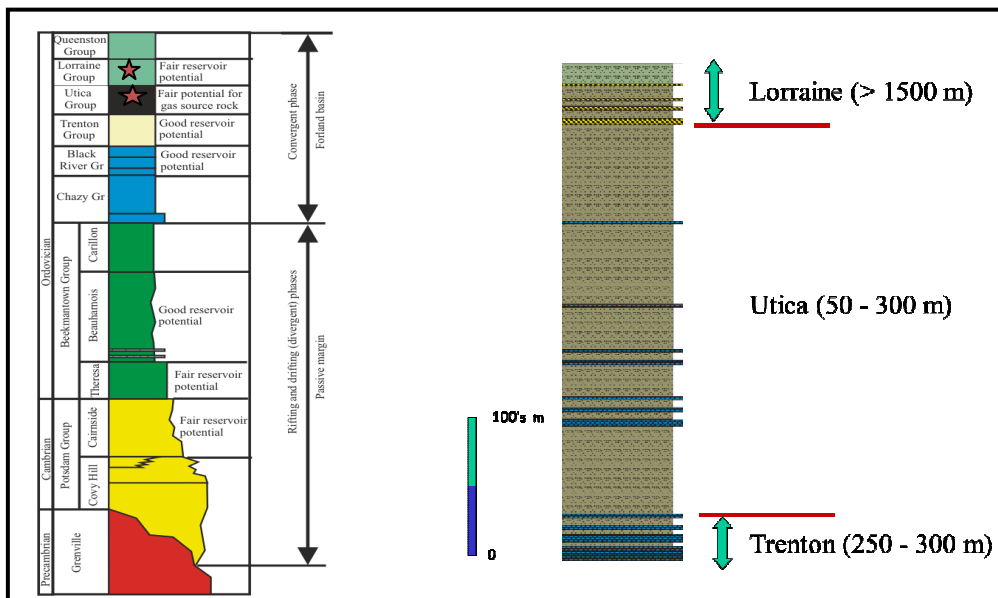 Queenston
Group
Lorraine
Group
Fair reservoir
potential
Utica
Group
Fair potential for
gas source rock
Trenton
Group
Good reservoir
potential
Black
River Gr
Good reservoir
potential
Chazy Gr
Convergent phase
Forland basin
Ordovician
Beekmantown Group
Carillon
Beauharnois
Good reservoir
potential
Theresa
Fair reservoir
potential
Rifting and drifting (divergent) phases
Passive margin
Cambrian
Potsdam Group
Cairnside
Fair reservoir
potential
Covy Hill
Precambrian
Grenville
100's m
0
Lorraine (> 1500 m)
Utica (50 - 300 m)
Trenton (250 - 300 m)